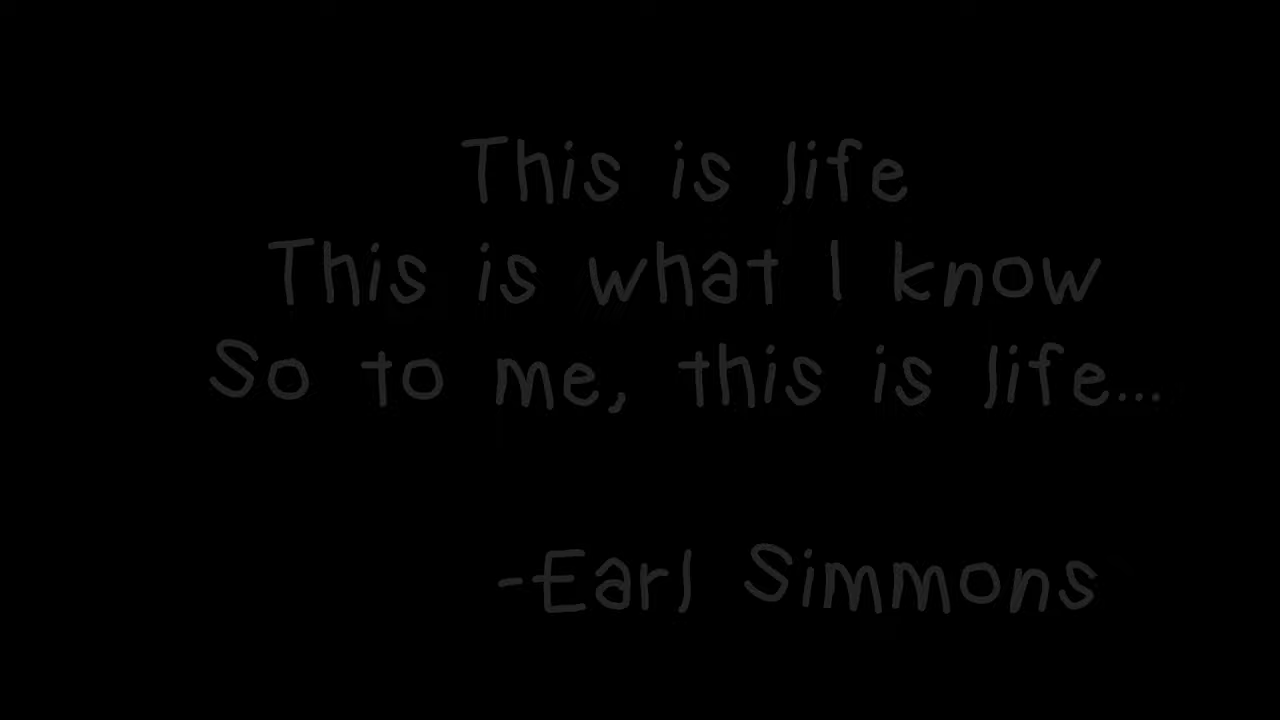 This is life
This is what I know
So to me, this is life...
-Earl Simmons